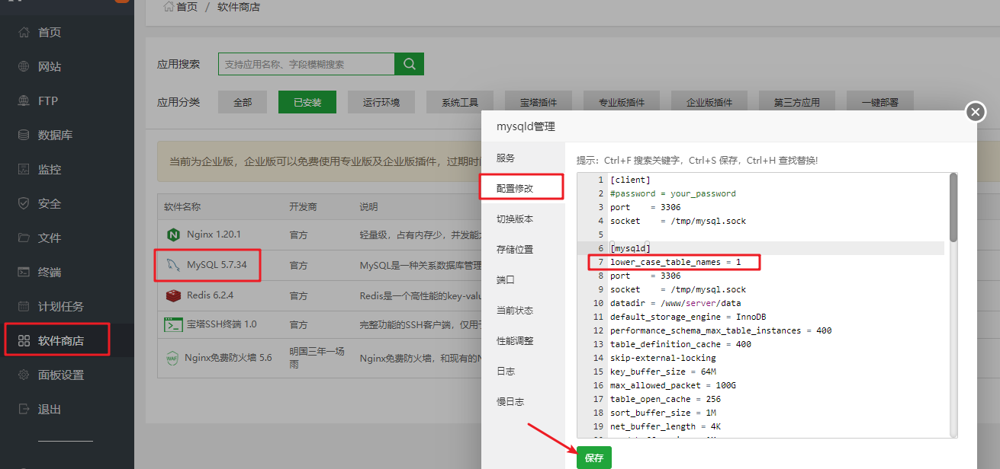 首页 / 软件商店
首页
网站
FTP
数据库
监控
安全
文件
终端
计划任务
软件商店
面板设置
退出
应用搜索
支持应用名称、字段模糊搜索
应用分类
全部
已安装
运行环境
系统工具
宝塔插件
专业版插件
企业版插件
第三方应用
一键部署
当前为企业版，企业版可以免费使用专业版及企业版插件，过期时间
软件名称 开发商 说明
Nginx 1.20.1 官方 轻量级，占有内存少，并发能
MySQL 5.7.34 官方 MySQL是一种关系数据库管理
Redis 6.2.4 官方 Redis是一个高性能的key-valu
宝塔SSH终端 1.0 官方 完整功能的SSH客户端，仅用于
WAF
Nginx免费防火墙 5.6 明国三年一场雨 Nginx免费防火墙，和现有的N
mysqld管理
服务
配置修改
切换版本
存储位置
端口
当前状态
性能调整
日志
慢日志
提示：Ctrl+F 搜索关键字，Ctrl+S 保存，Ctrl+H 查找替换!
1 [client]
2 #password = your_password
3 port = 3306
4 socket = /tmp/mysql.sock
5
6 [mysqld]
7 lower_case_table_names = 1
8 port = 3306
9 socket = /tmp/mysql.sock
10 datadir = /www/server/data
11 default_storage_engine = InnoDB
12 performance_schema_max_table_instances = 400
13 table_definition_cache = 400
14 skip-external-locking
15 key_buffer_size = 64M
16 max_allowed_packet = 100G
17 table_open_cache = 256
18 sort_buffer_size = 1M
19 net_buffer_length = 4K
保存